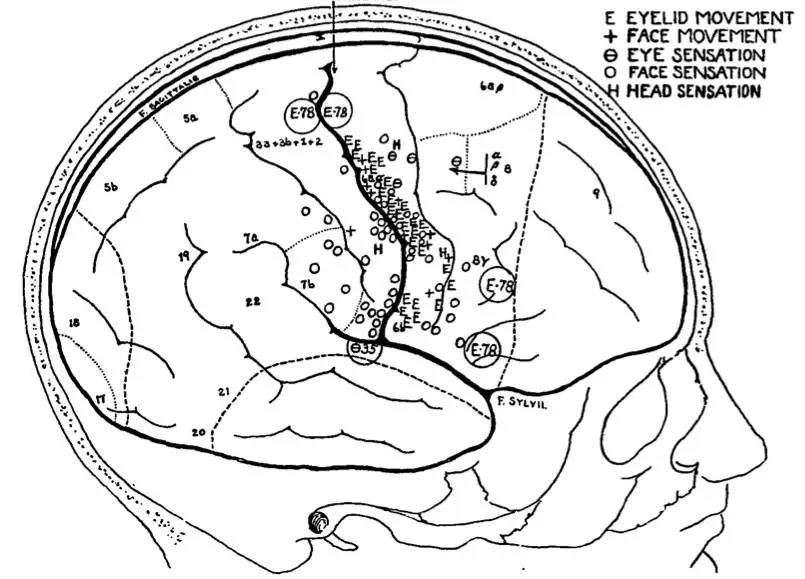 E EYELID MOVEMENT
+ FACE MOVEMENT
ɵ EYE SENSATION
O FACE SENSATION
H HEAD SENSATION
F. SAGITTALIS
5a
E·78 E·78
3a+3b+1+2
6aβ
5b
9
7a
19
7b
22
8γ
E·78
6b
18
Θ35
E·78
17
21
20
F. SYLVII.